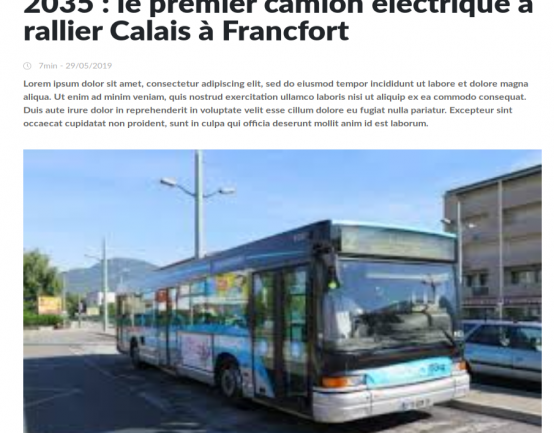 2035 : le premier camion électrique à
rallier Calais à Francfort
7min - 29/05/2019
Lorem ipsum dolor sit amet, consectetur adipiscing elit, sed do eiusmod tempor incididunt ut labore et dolore magna
aliqua. Ut enim ad minim veniam, quis nostrud exercitation ullamco laboris nisi ut aliquip ex ea commodo consequat.
Duis aute irure dolor in reprehenderit in voluptate velit esse cillum dolore eu fugiat nulla pariatur. Excepteur sint
occaecat cupidatat non proident, sunt in culpa qui officia deserunt mollit anim id est laborum.